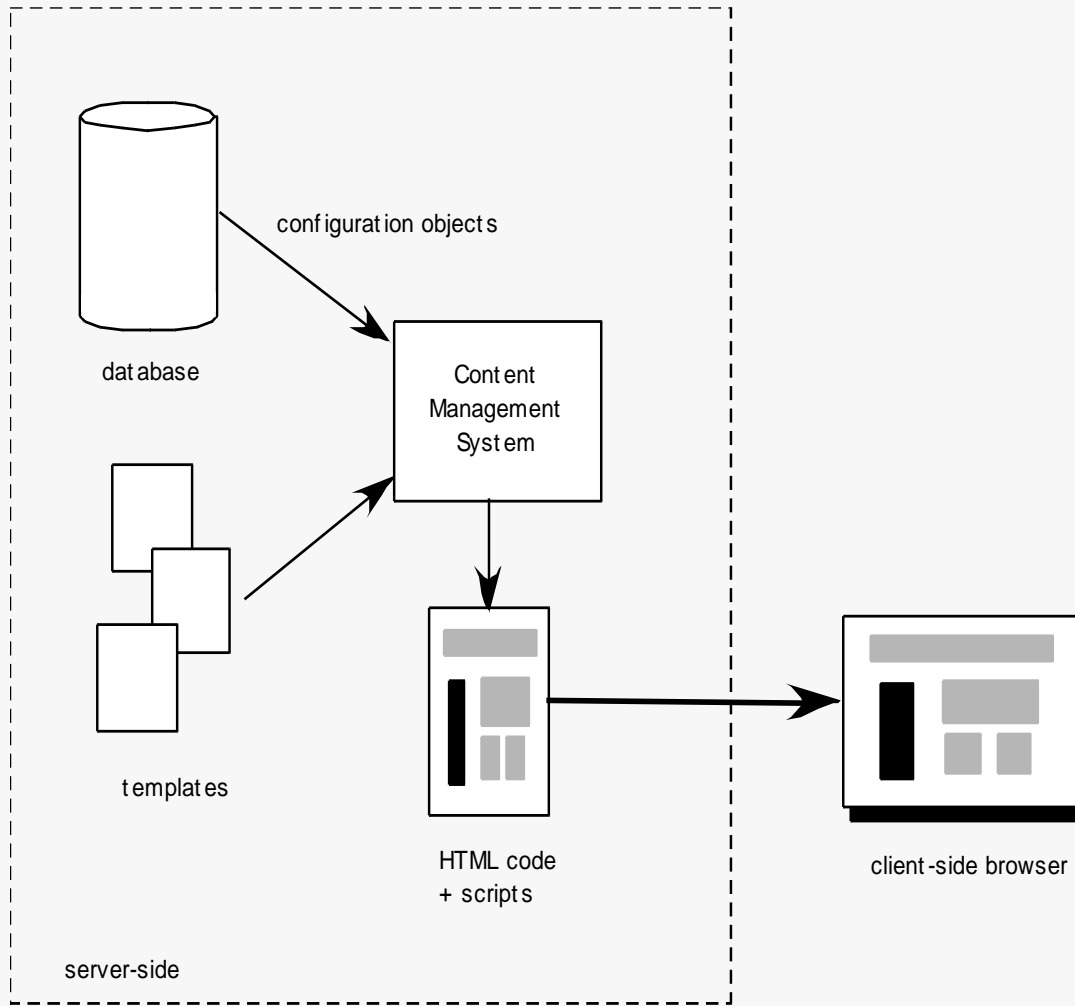 configuration objects
database
Content
Management
System
templates
HTML code
+ scripts
client-side browser
server-side